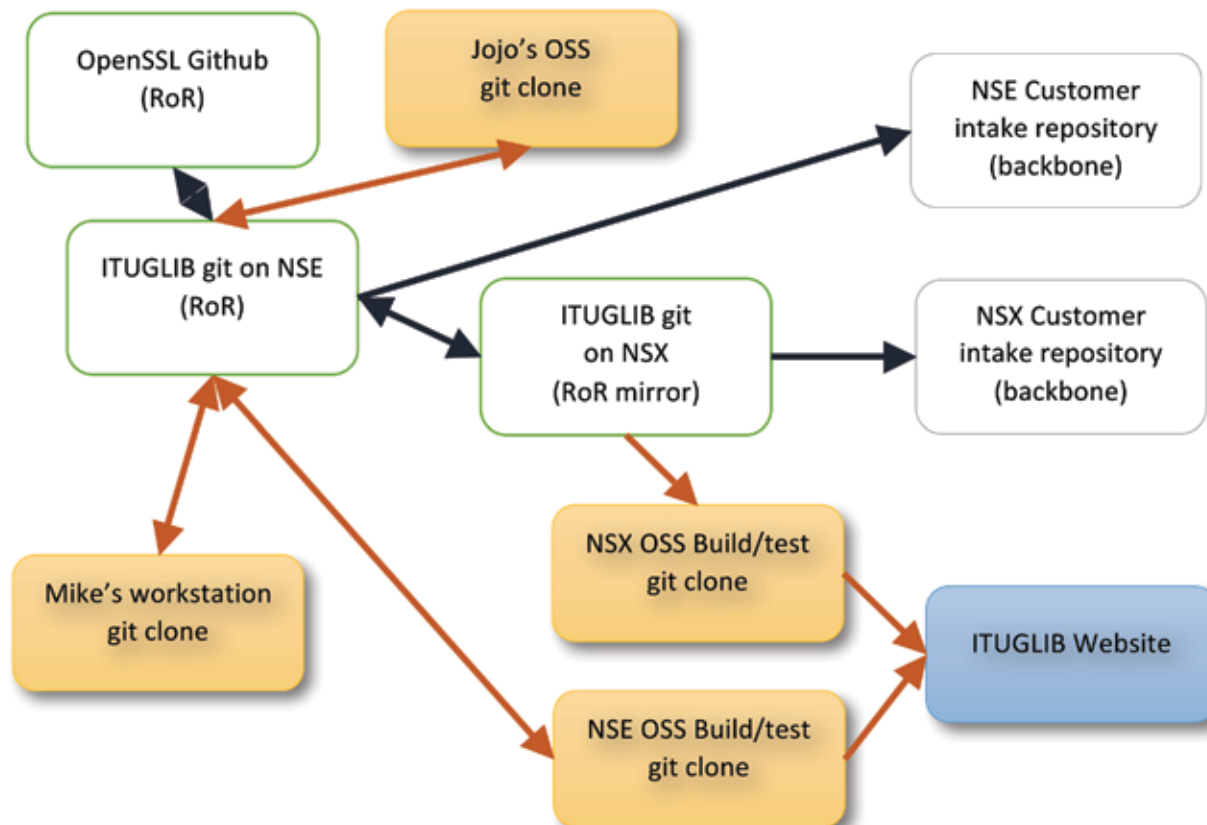 OpenSSL Github
(RoR)
Jojo’s OSS
git clone
NSE Customer
intake repository
(backbone)
ITUGLIB git on NSE
(RoR)
ITUGLIB git
on NSX
(RoR mirror)
NSX Customer
intake repository
(backbone)
NSX OSS Build/test
git clone
Mike’s workstation
git clone
ITUGLIB Website
NSE OSS Build/test
git clone